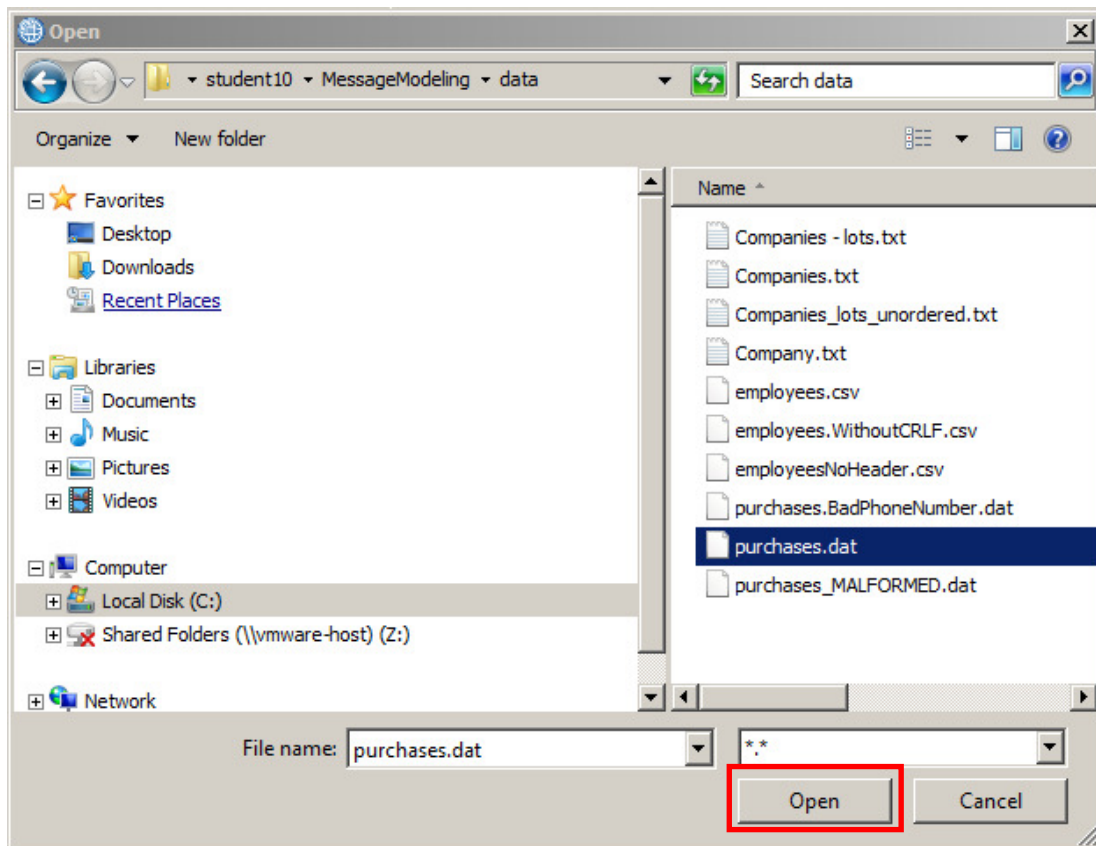 Open
student10 MessageModeling data
Search data
Organize New folder
Favorites
Desktop
Downloads
Recent Places
Libraries
Documents
Music
Pictures
Videos
Computer
Local Disk (C:)
Shared Folders (\\vmware-host) (Z:)
Network
Name
Companies - lots.txt
Companies.txt
Companies_lots_unordered.txt
Company.txt
employees.csv
employees.WithoutCRLF.csv
employeesNoHeader.csv
purchases.BadPhoneNumber.dat
purchases.dat
purchases_MALFORMED.dat
File name: purchases.dat *.*
Open Cancel